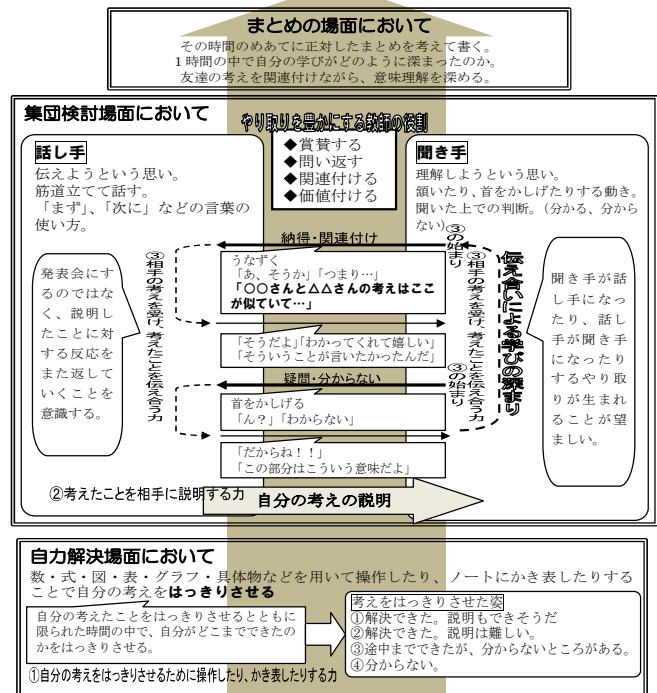 まとめの場面において
その時間のめあてに正対したまとめを考えて書く。
1時間の中で自分の学びがどのように深まったのか。
友達の考えを関連付けながら、意味理解を深める。
集団検討場面において
やり取りを豊かにする教師の役割
◆賞賛する
◆問い返す
◆関連付ける
◆価値付ける
話し手
伝えようという思い。
筋道立てて話す。
「まず」、「次に」などの言葉の
使い方。
聞き手
理解しようという思い。
頷いたり、首をかしげたりする動き。
聞いた上での判断。(分かる、分から
ない)
発表会にす
るのではな
く、説明し
たことに対
する反応を
また返して
いくことを
意識する。
③相手の考えを受け、考えたことを伝え合う力
納得・関連付け
うなずく
「あ、そうか」「つまり…」
「○○さんと△△さんの考えはここ
が似ていて…」
「そうだよ」「わかってくれて嬉しい」
「そういうことが言いたかったんだ」
疑問・分からない
首をかしげる
「ん?」「わからない」
「だからね!!」
「この部分はこういう意味だよ」
③の始まり
③の始まり
③相手の考えを受け、考えたことを伝え合う力
伝え合いによる学びの深まり
聞き手が話
し手になっ
たり、話し
手が聞き手
になったり
するやり取
りが生まれ
ることが望
ましい。
②考えたことを相手に説明する力
自分の考えの説明
自力解決場面において
数・式・図・表・グラフ・具体物などを用いて操作したり、ノートにかき表したりする
ことで自分の考えをはっきりさせる
自分の考えたことをはっきりさせるとともに
限られた時間の中で、自分がどこまでできたの
かをはっきりさせる。
①自分の考えをはっきりさせるために操作したり、かき表したりする力
考えをはっきりさせた姿
①解決できた。説明もできそうだ
②解決できた。説明は難しい。
③途中までできたが、分からないところがある。
④分からない。